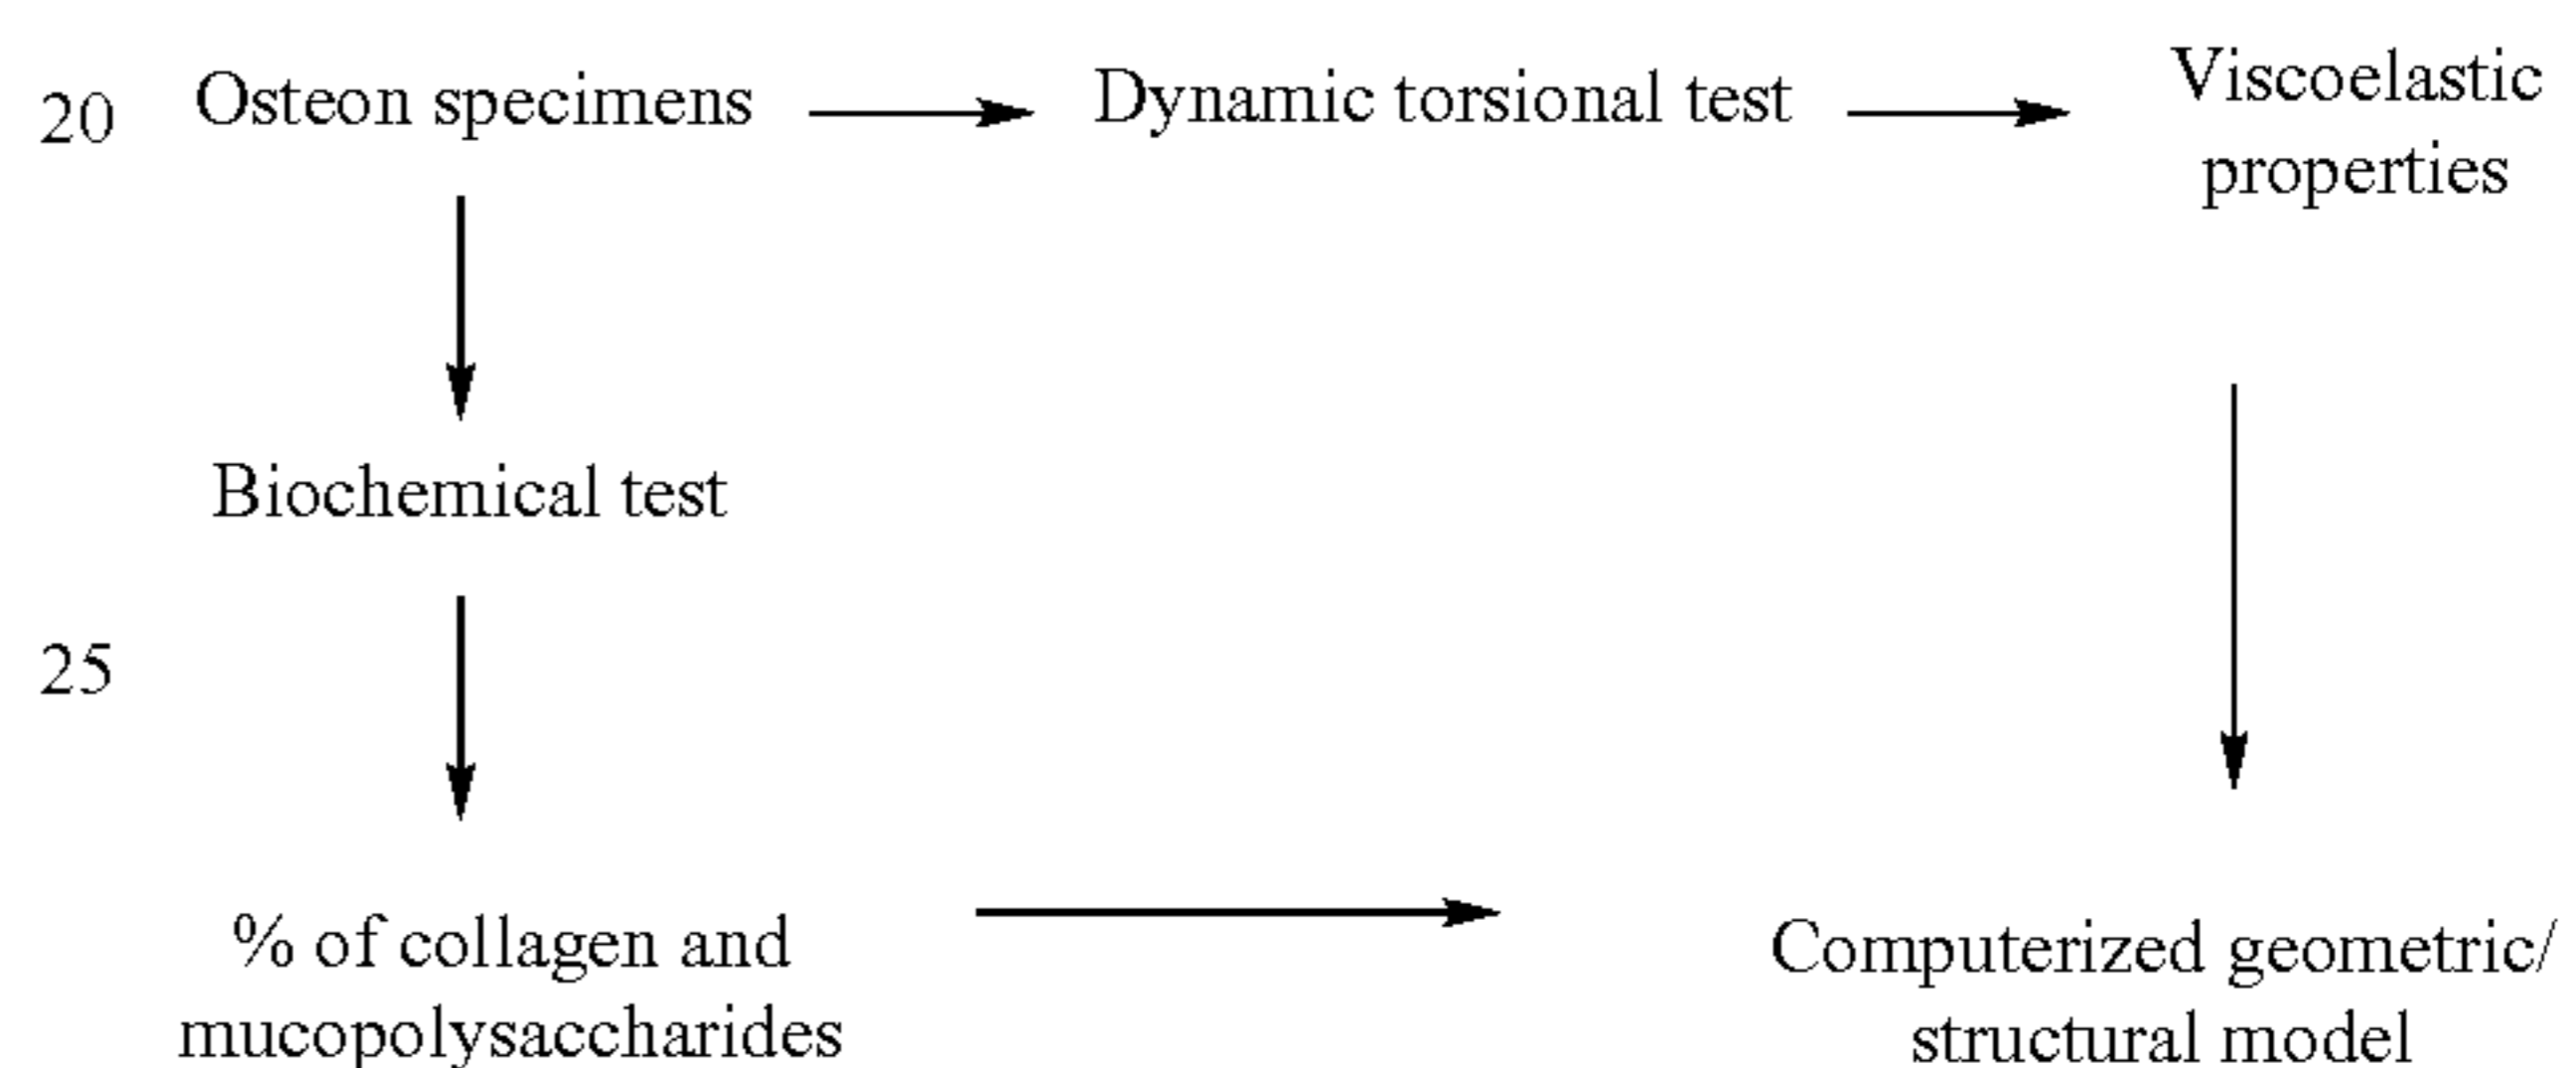 20 Osteon specimens Dynamic torsional test Viscoelastic
properties
Biochemical test
25
% of collagen and Computerized geometric/
mucopolysaccharides structural model